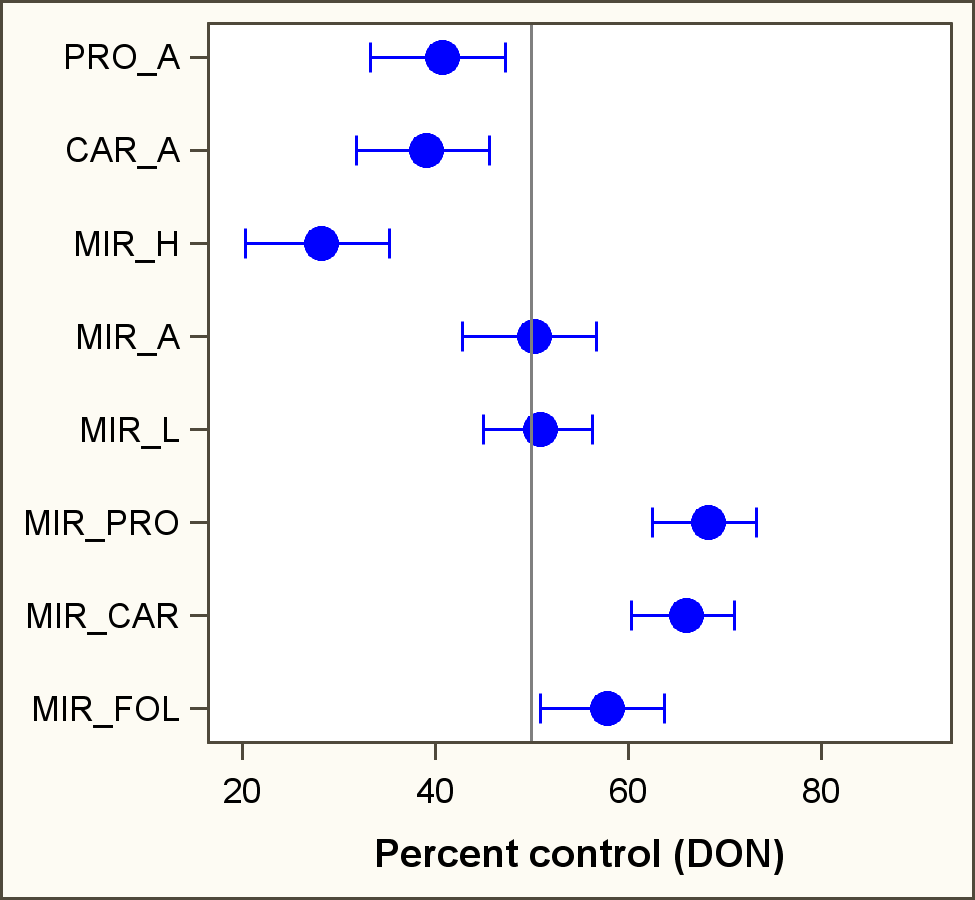 PRO_A
CAR_A
MIR_H
MIR_A
MIR_L
MIR_PRO
MIR_CAR
MIR_FOL
20 40 60 80
Percent control (DON)